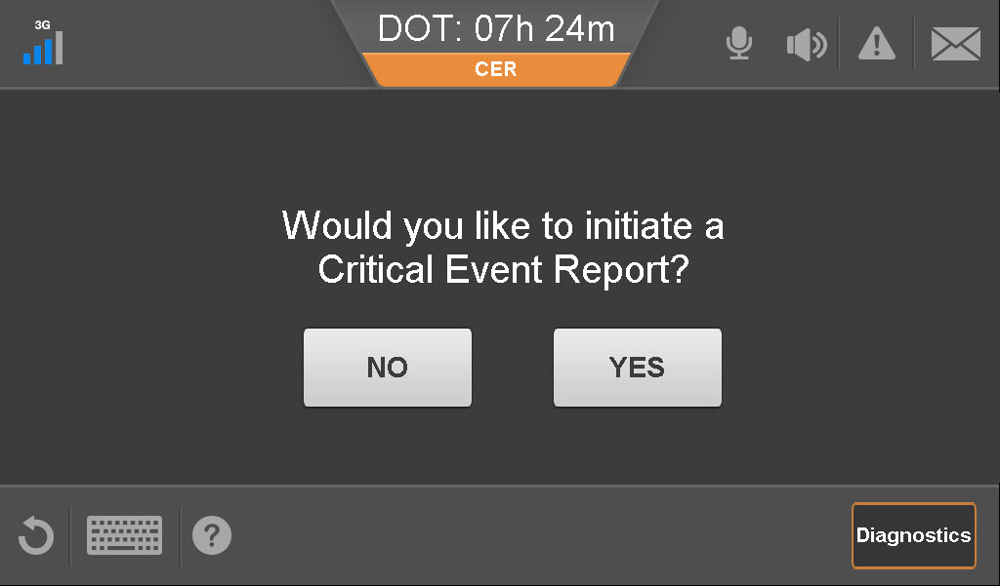 3G
DOT: 07h 24m
CER
Would you like to initiate a
Critical Event Report?
NO
YES
?
Diagnostics